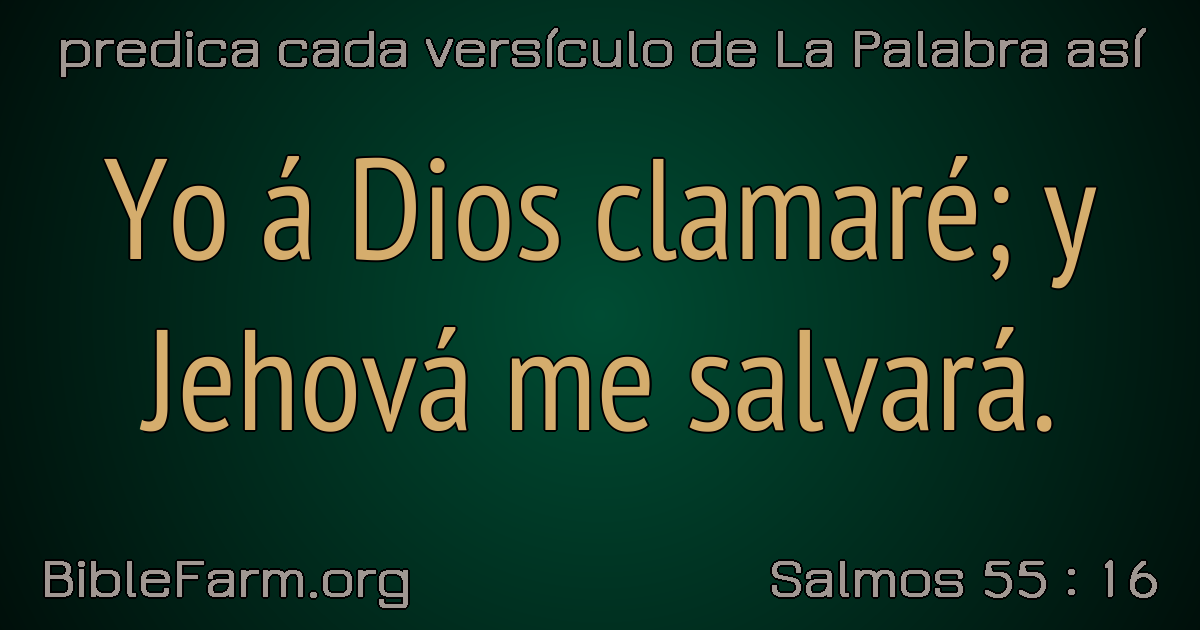 predica cada versículo de La Palabra así
Yo á Dios clamaré; y
Jehová me salvará.
BibleFarm.org
Salmos 55 : 16